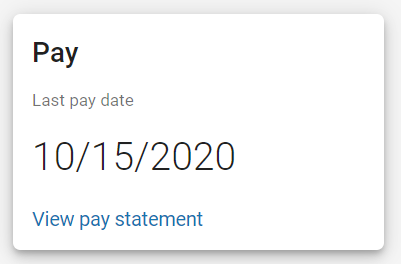 Pay
Last pay date
10/15/2020
View pay statement